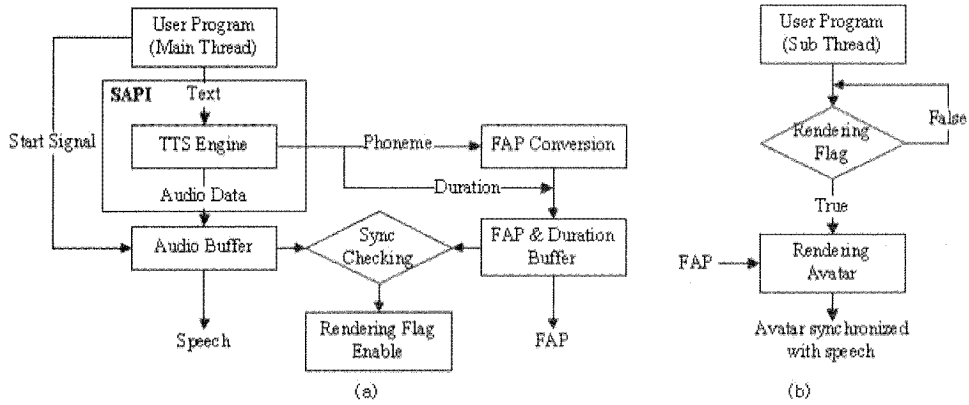 User Program
(Main Thread)
SAPI
Text
Start Signal
TTS Engine
Phoneme
FAP Conversion
Duration
Audio Data
Audio Buffer
Sync
Checking
FAP & Duration
Buffer
Speech
Rendering Flag
Enable
FAP
(a)
User Program
(Sub Thread)
False
Rendering
Flag
True
FAP
Rendering
Avatar
Avatar synchronized
with speech
(b)